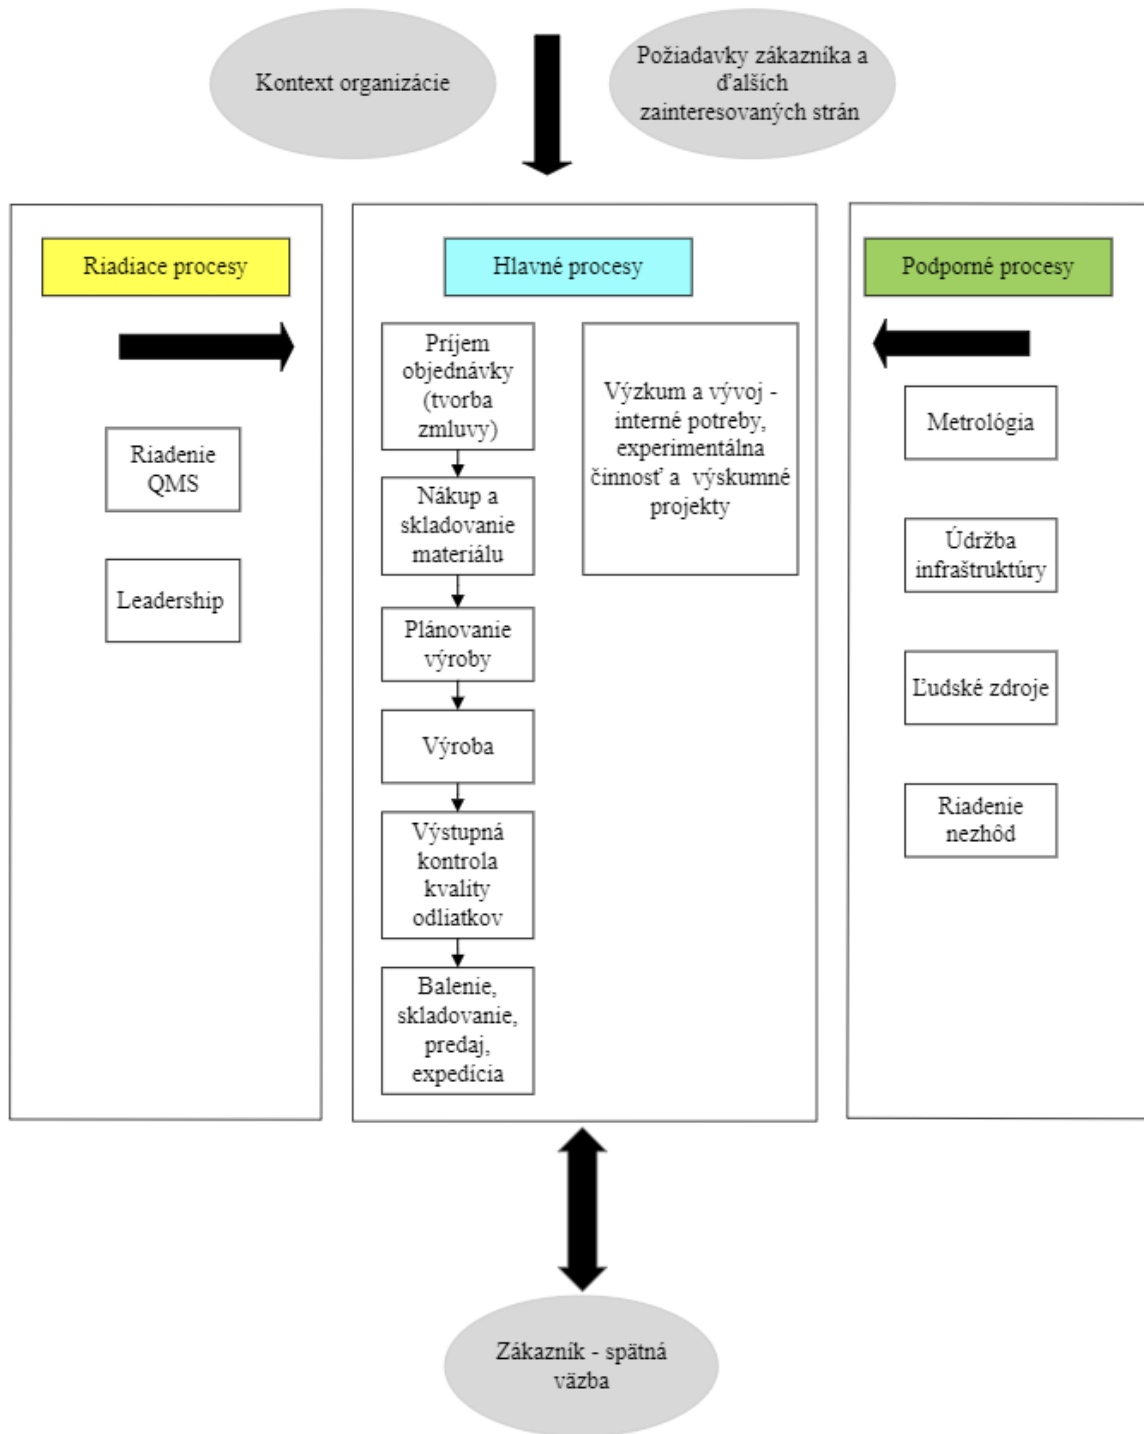 Kontext organizácie
Požiadavky zákazníka a
ďalších
zainteresovaných strán
Riadiace procesy
Riadenie
QMS
Leadership
Hlavné procesy
Príjem
objednávky
(tvorba
zmluvy)
Nákup a
skladovanie
materiálu
Plánovanie
výroby
Výroba
Výstupná
kontrola
kvality
odliatkov
Balenie,
skladovanie,
predaj,
expedícia
Výzkum a vývoj -
interné potreby,
experimentálna
činnosť a  výskumné
projekty
Podporné procesy
Metrológia
Údržba
infraštruktúry
Ľudské zdroje
Riadenie
nezhôd
Zákazník - spätná
väzba